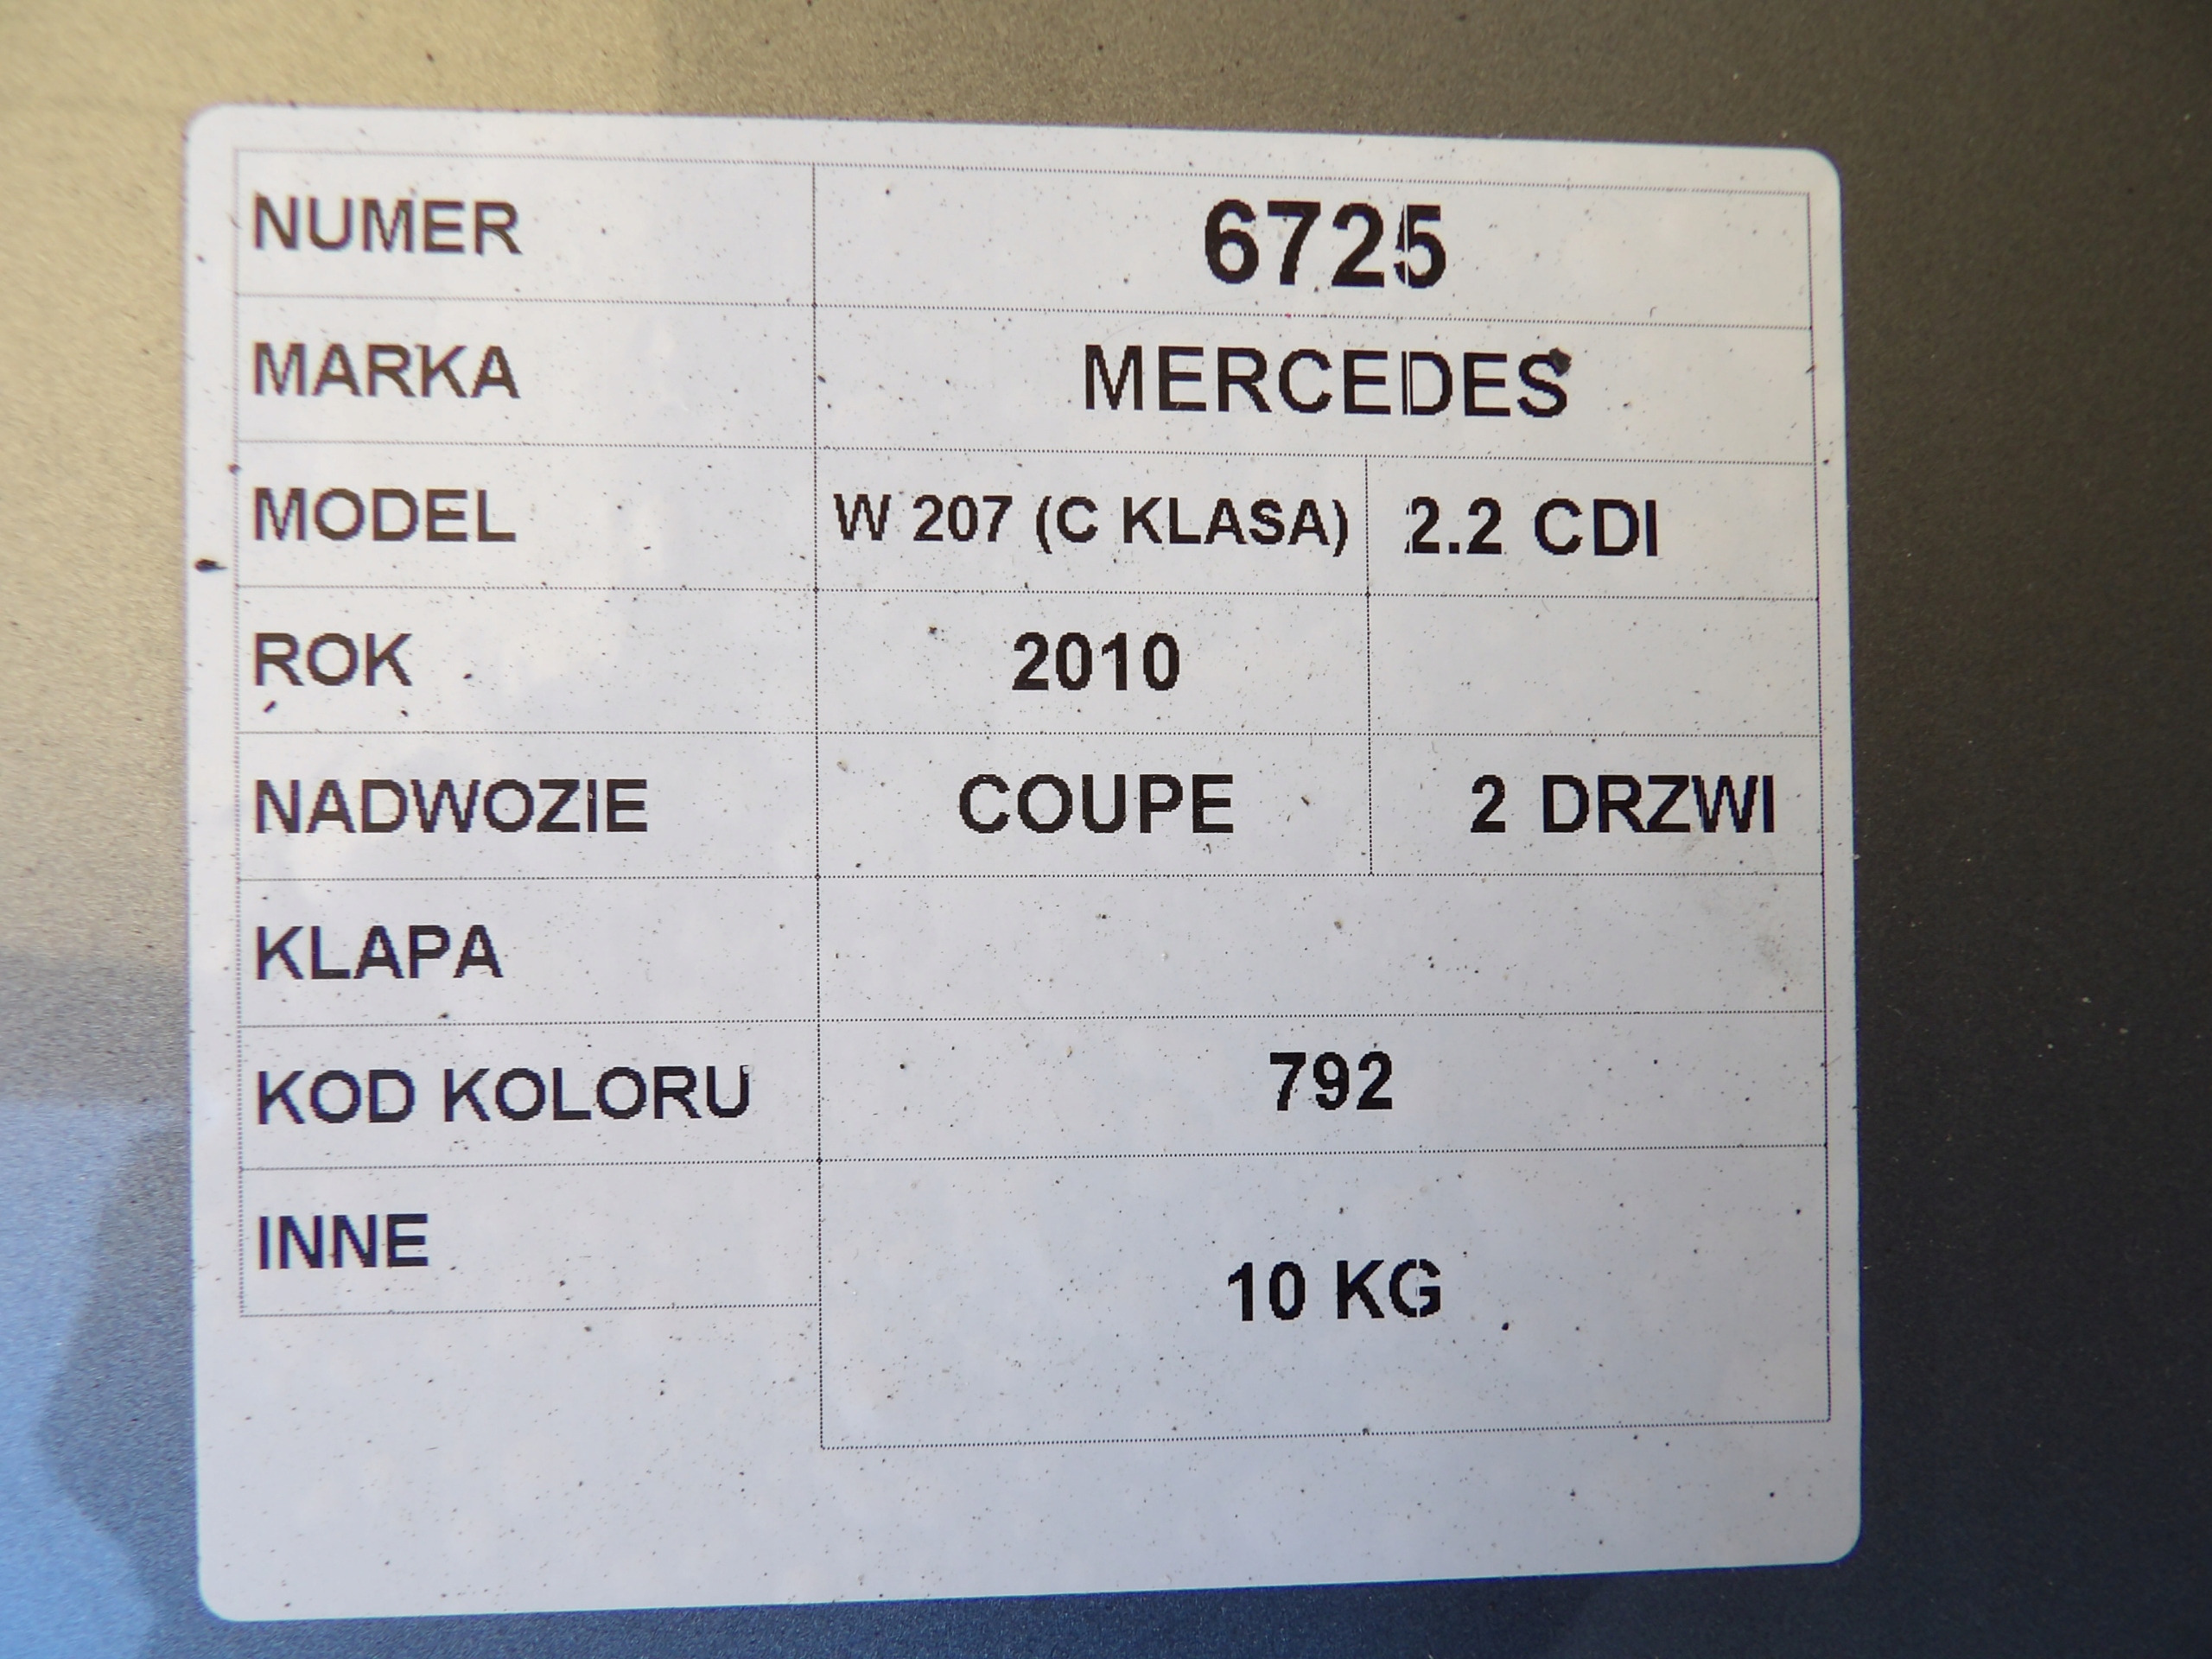 NUMER 6725
MARKA MERCEDES
MODEL W 207 (C KLASA) 2.2 CDI
ROK 2010
NADWOZIE COUPE 2 DRZWI
KLAPA
KOD KOLORU 792
INNE
10 KG